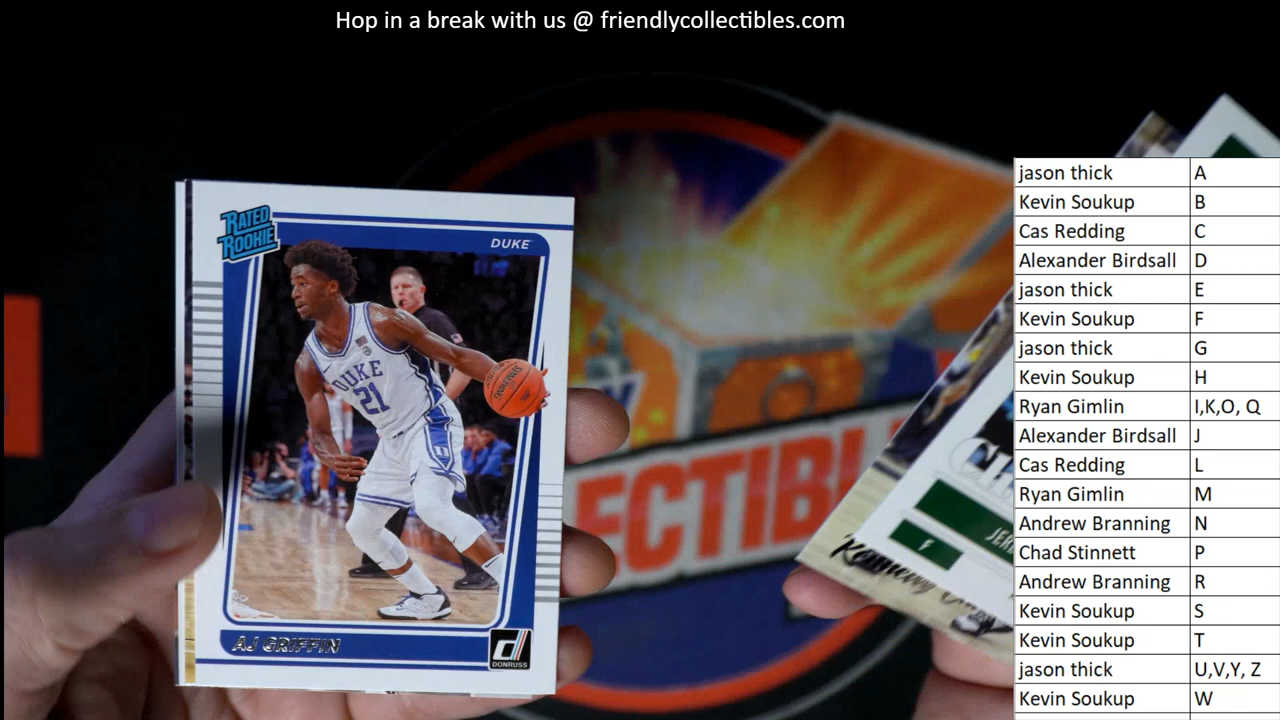 Hop in a break with us @ friendlycollectibles.com
RATED
ROOKIE
DUKE
DUKE
21
AJ GRIFFIN
DONRUSS
ECTIBL
F
JER
jason thick A
Kevin Soukup B
Cas Redding C
Alexander Birdsall D
jason thick E
Kevin Soukup F
jason thick G
Kevin Soukup H
Ryan Gimlin I,K,O, Q
Alexander Birdsall J
Cas Redding L
Ryan Gimlin M
Andrew Branning N
Chad Stinnett P
Andrew Branning R
Kevin Soukup S
Kevin Soukup T
jason thick U,V,Y, Z
Kevin Soukup W